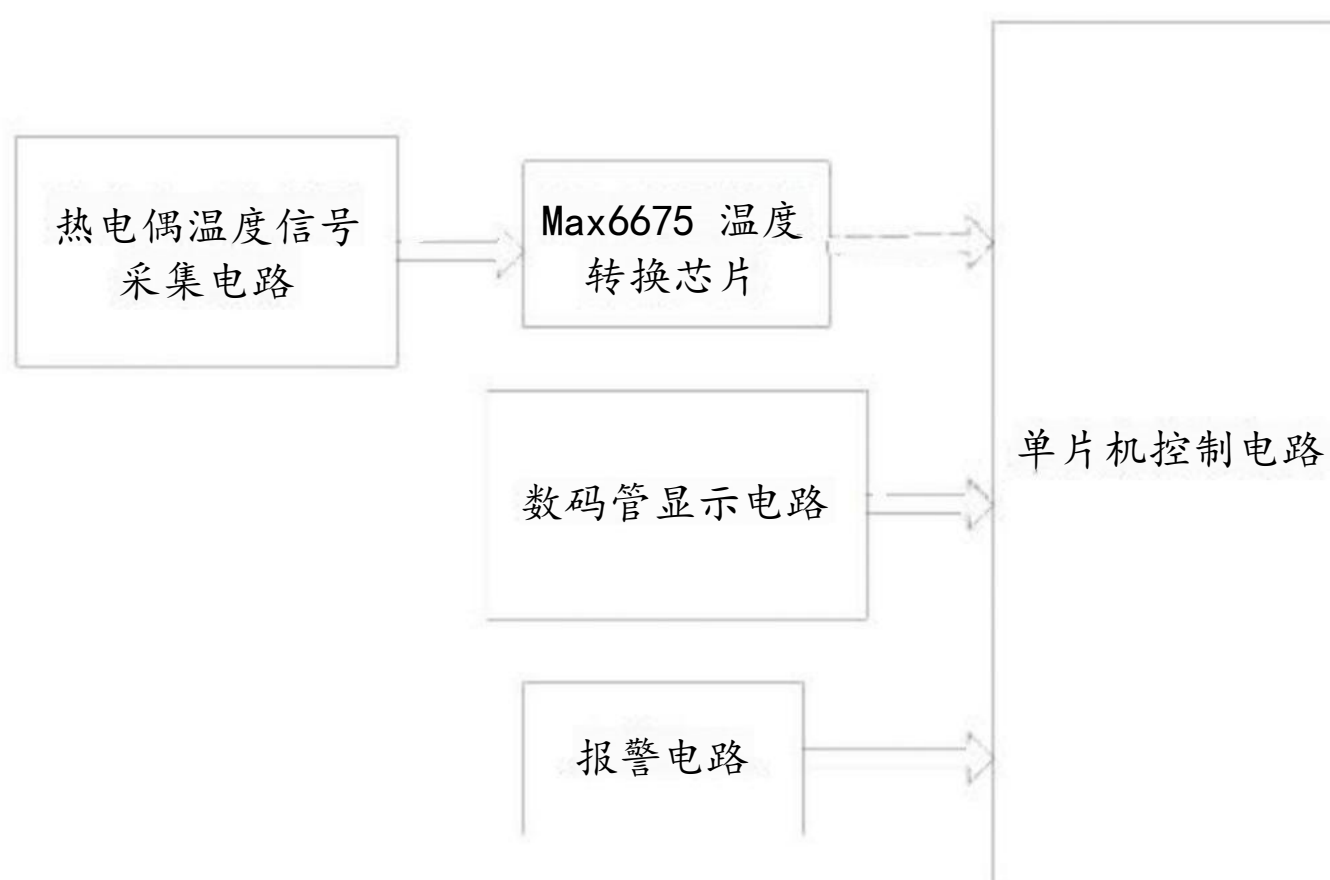 热电偶温度信号
采集电路
Max6675 温度
转换芯片
单片机控制电路
数码管显示电路
报警电路